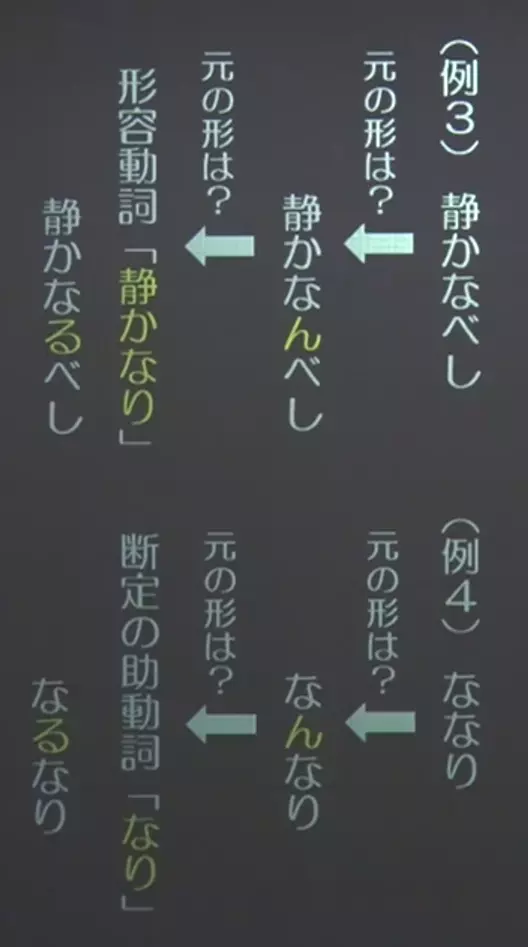 (例3) 静かなべし
元の形は?
静かなんべし
元の形は?
形容動詞「静かなり」
静かなるべし
(例4) ななり
元の形は?
なんなり
元の形は?
断定の助動詞「なり」
なるなり